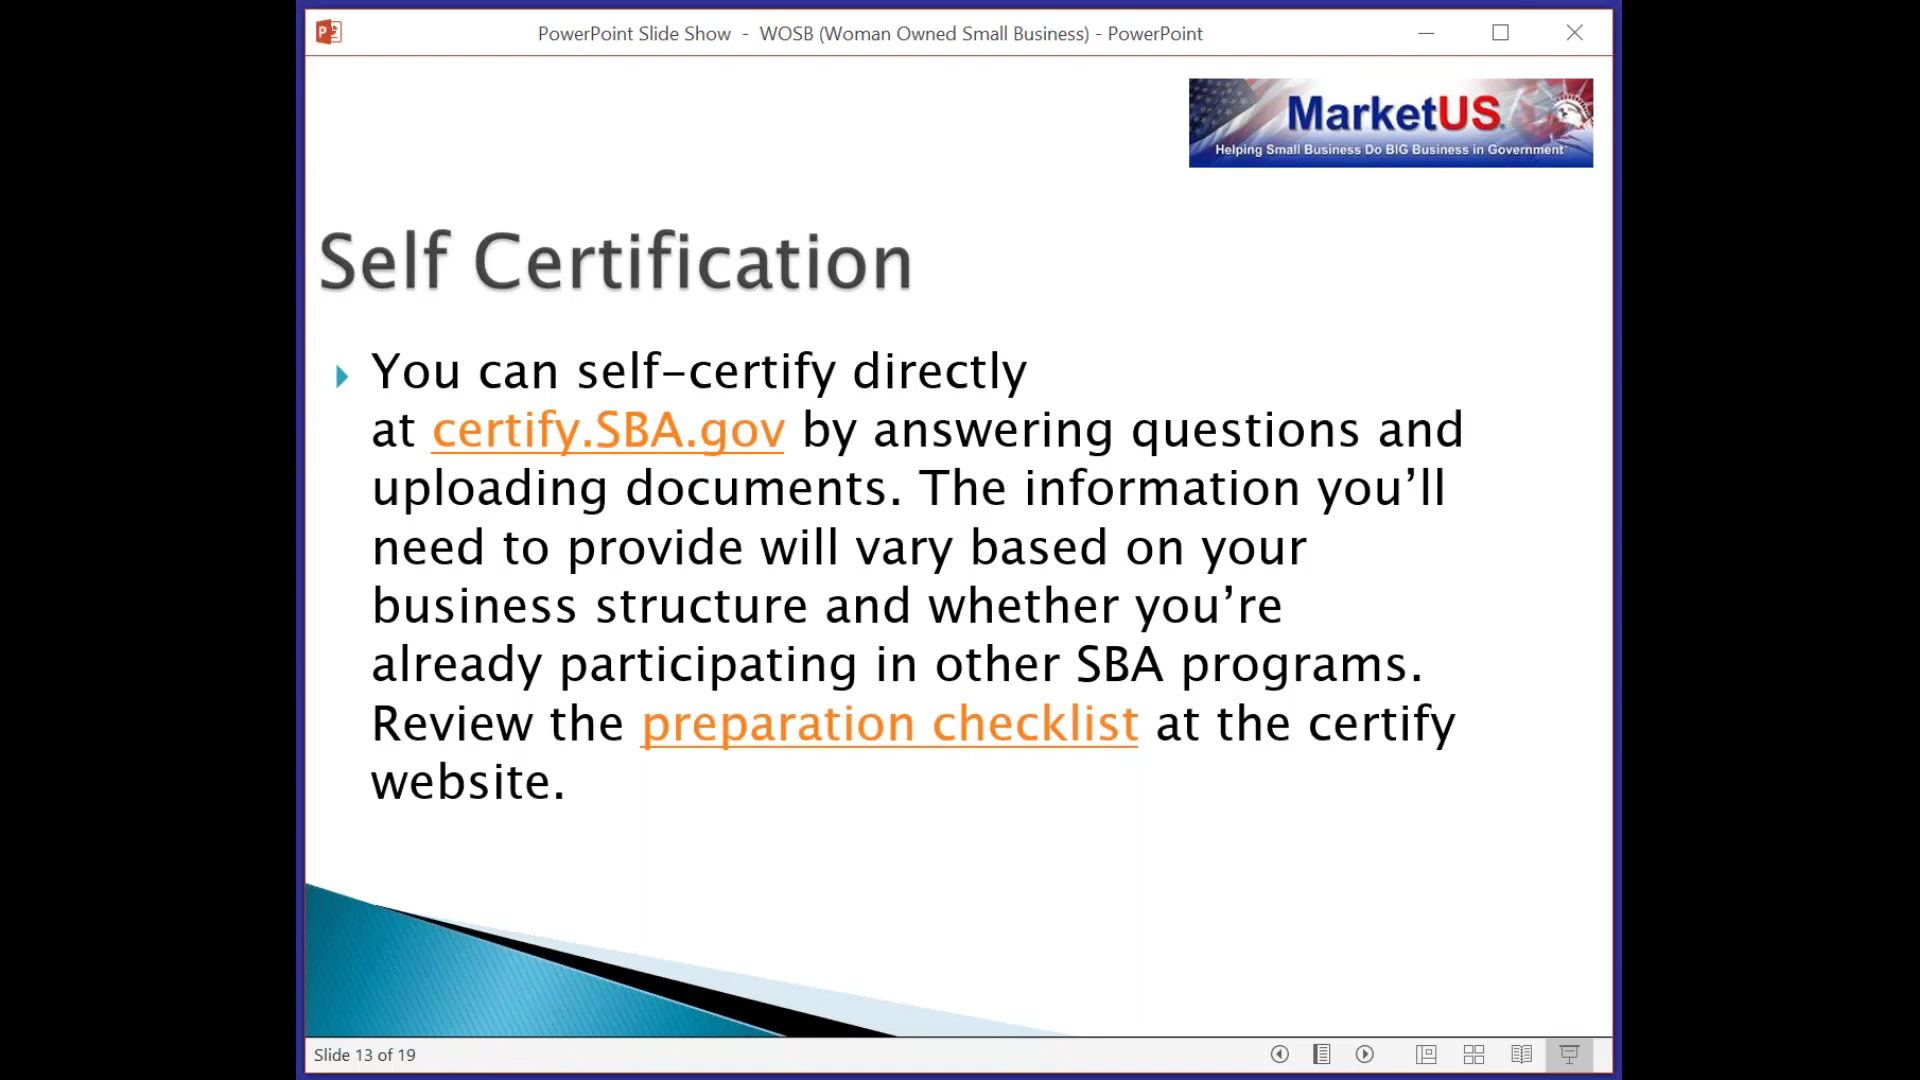 PowerPoint Slide Show - WOSB (Woman Owned Small Business) - PowerPoint
MarketUS
Helping Small Business Do BIG Business in Government
Self Certification
You can self-certify directly
at certify.SBA.gov by answering questions and
uploading documents. The information you’ll
need to provide will vary based on your
business structure and whether you’re
already participating in other SBA programs.
Review the preparation checklist at the certify
website.
Slide 13 of 19